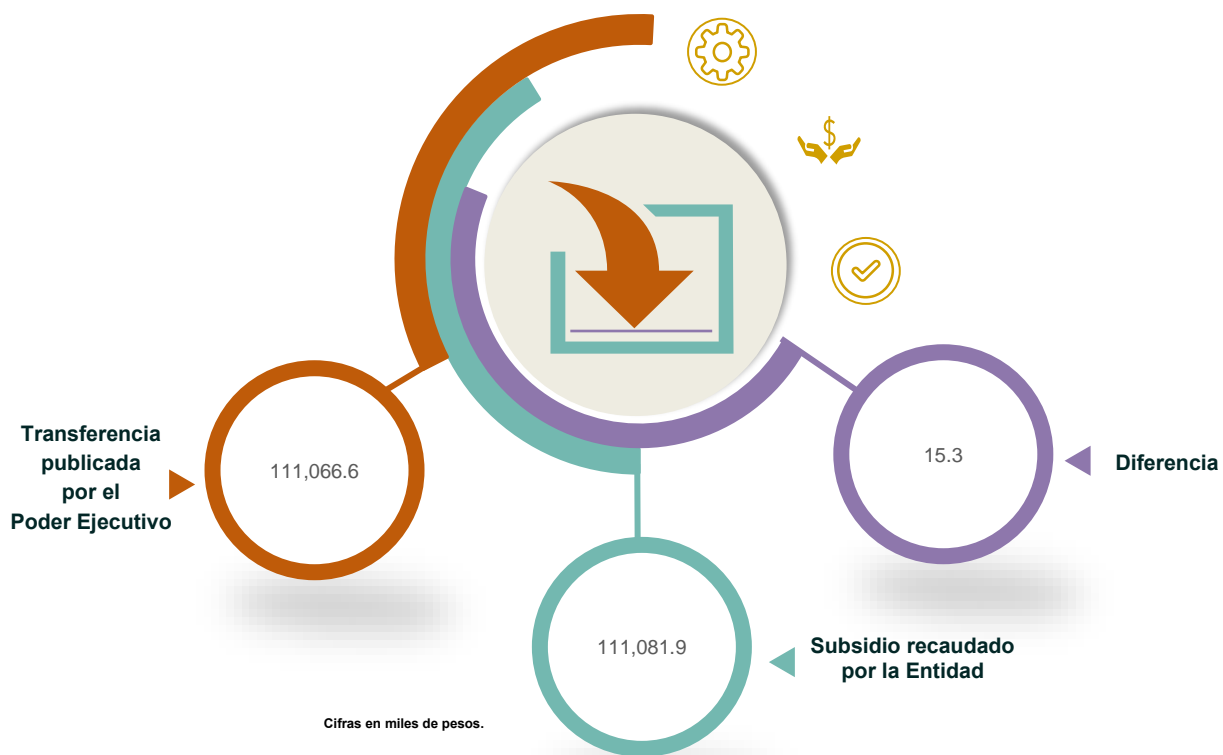 Transferencia
publicada
por el
Poder Ejecutivo
111,066.6
15.3
Diferencia
111,081.9
Subsidio recaudado
por la Entidad
Cifras en miles de pesos.
$